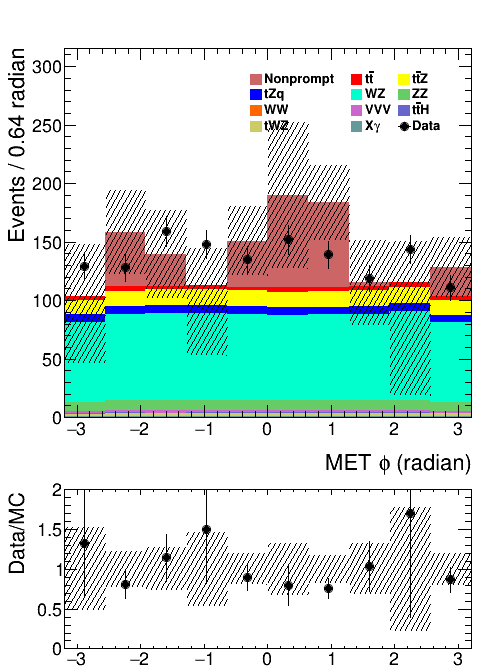 Events / 0.64 radian
300
250
200
150
100
50
0
Nonprompt tt̄ tt̄Z
tZq WZ ZZ
WW VVV tt̄H
tWZ Xγ Data
−3 −2 −1 0 1 2 3
MET ϕ (radian)
Data/MC
2
1.5
1
0.5
0
−3 −2 −1 0 1 2 3